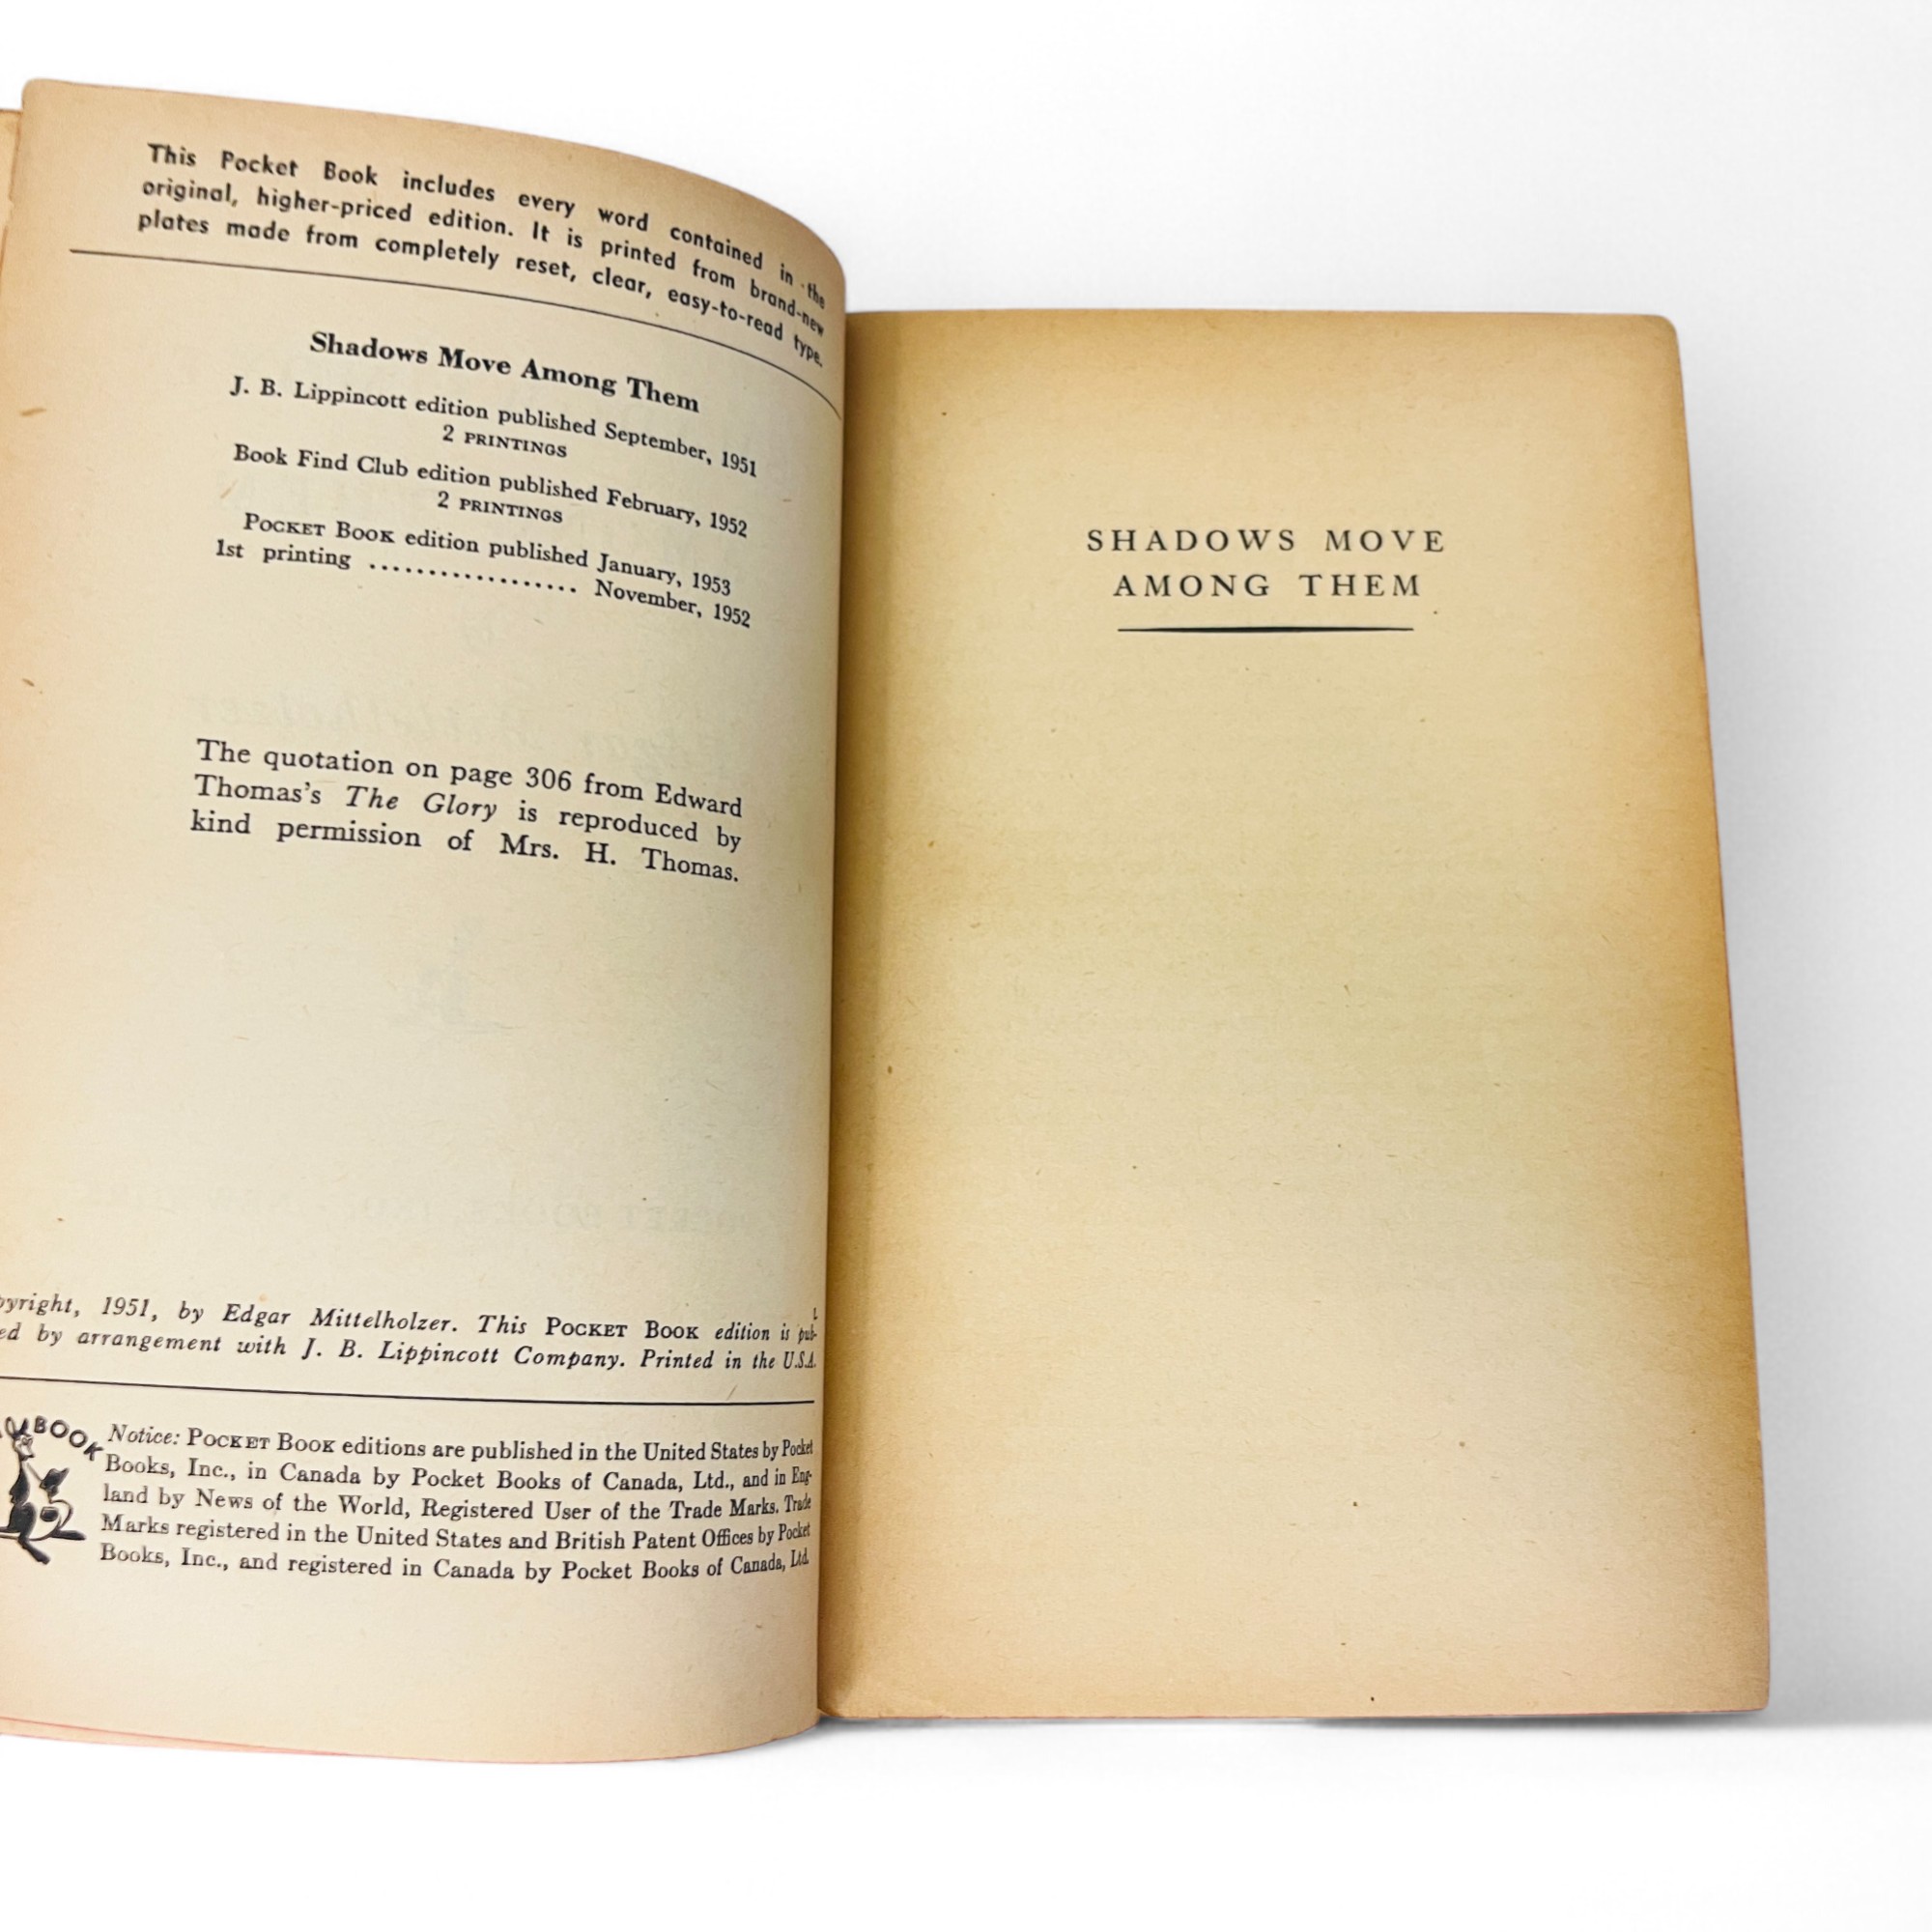 This Pocket Book includes every word contained in the
original, higher-priced edition. It is printed from brand-new
plates made from completely reset, clear, easy-to-read type.
Shadows Move Among Them
J. B. Lippincott edition published September, 1951
2 PRINTINGS
Book Find Club edition published February, 1952
2 PRINTINGS
POCKET BOOK edition published January, 1953
1st printing .................. November, 1952
The quotation on page 306 from Edward
Thomas's The Glory is reproduced by
kind permission of Mrs. H. Thomas.
pyright, 1951, by Edgar Mittelholzer. This POCKET BOOK edition is pub-
ed by arrangement with J. B. Lippincott Company. Printed in the U.S.A.
BOOK
Notice: POCKET BOOK editions are published in the United States by Pocket
Books, Inc., in Canada by Pocket Books of Canada, Ltd., and in Eng-
land by News of the World, Registered User of the Trade Marks. Trade
Marks registered in the United States and British Patent Offices by Pocket
Books, Inc., and registered in Canada by Pocket Books of Canada, Ltd.
SHADOWS MOVE
AMONG THEM